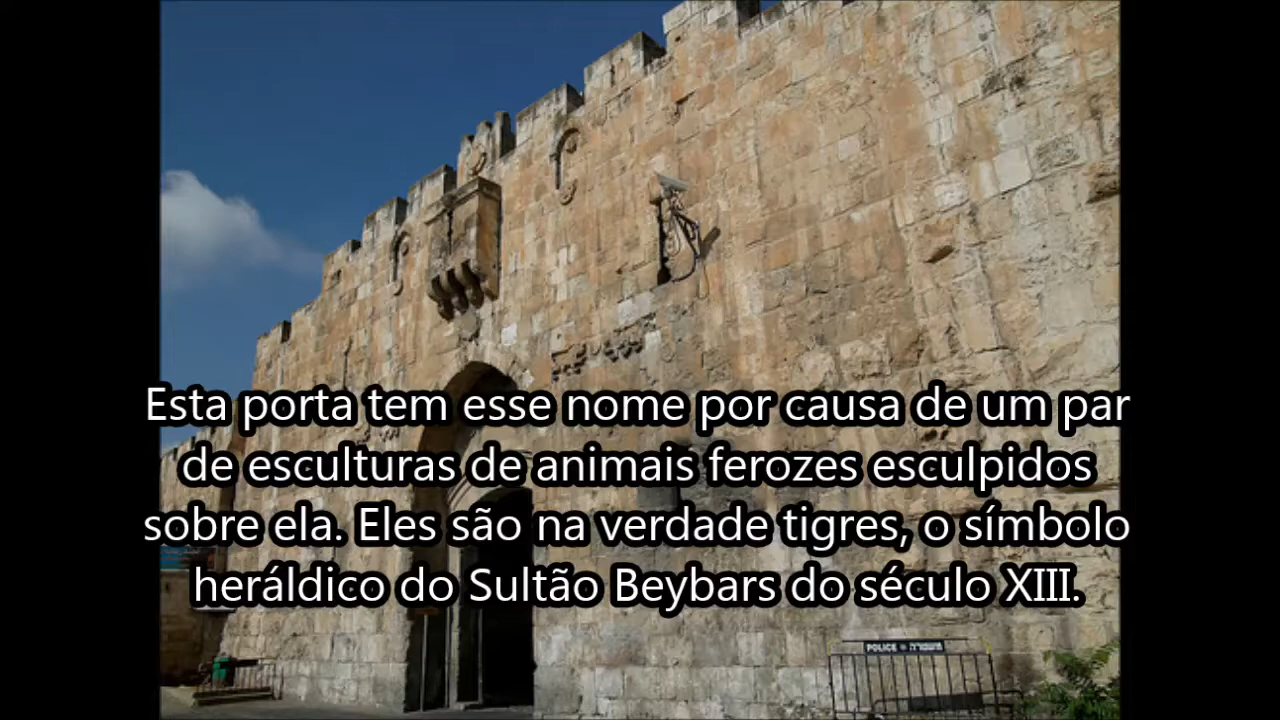 Esta porta tem esse nome por causa de um par
de esculturas de animais ferozes esculpidos
sobre ela. Eles são na verdade tigres, o símbolo
heráldico do Sultão Beybars do século XIII.
POLICE משטרה